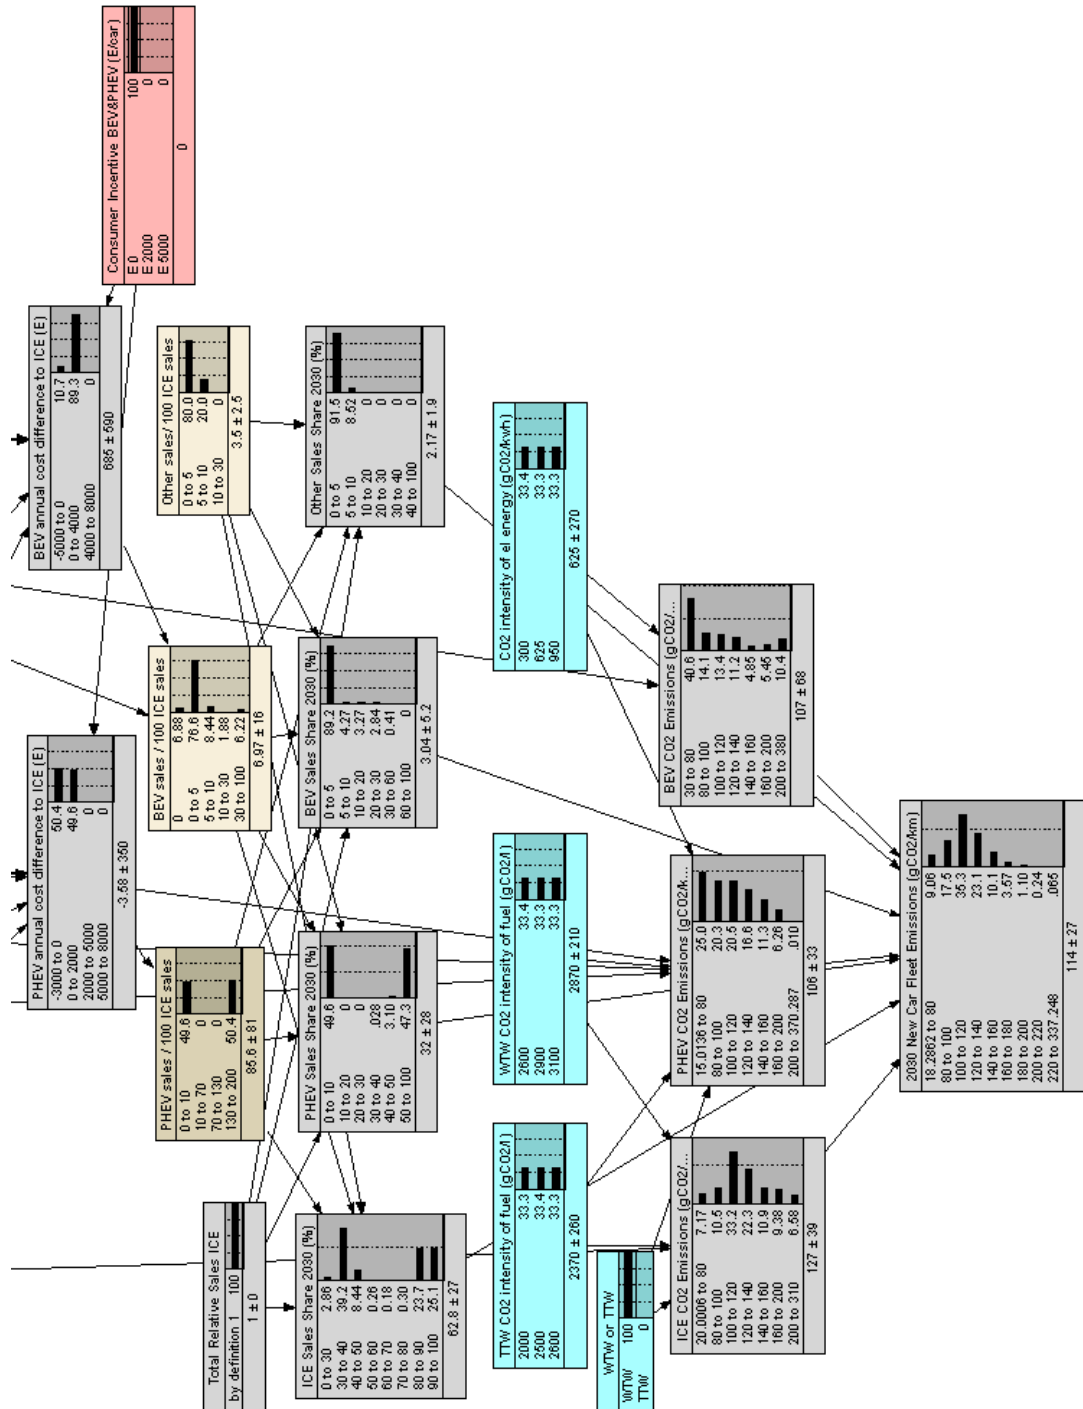 Consumer Incentive BEV&PHEV (E/car)
E 0 100
E 2000 0
E 5000 0
0
BEV annual cost difference to ICE (E)
-5000 to 0 10.7
0 to 4000 89.3
4000 to 8000 0
685 ± 590
PHEV annual cost difference to ICE (E)
-3000 to 0 50.4
0 to 2000 49.6
2000 to 5000 0
5000 to 8000 0
-3.58 ± 350
Other sales/ 100 ICE sales
0 to 5 80.0
5 to 10 20.0
10 to 30 0
3.5 ± 2.5
BEV sales / 100 ICE sales
0 6.88
0 to 5 76.6
5 to 10 8.44
10 to 30 1.88
30 to 100 6.22
6.97 ± 16
PHEV sales / 100 ICE sales
0 to 10 49.6
10 to 70 0
70 to 130 0
130 to 200 50.4
85.6 ± 81
Total Relative Sales ICE
by definition 1 100
1 ± 0
Other Sales Share 2030 (%)
0 to 5 91.5
5 to 10 8.52
10 to 20 0
20 to 30 0
30 to 40 0
40 to 100 0
2.17 ± 1.9
BEV Sales Share 2030 (%)
0 to 5 89.2
5 to 10 4.27
10 to 20 3.27
20 to 30 2.84
30 to 60 0.41
60 to 100 0
3.04 ± 5.2
PHEV Sales Share 2030 (%)
0 to 10 49.6
10 to 20 0
20 to 30 0
30 to 40 .028
40 to 50 3.10
50 to 100 47.3
32 ± 28
ICE Sales Share 2030 (%)
0 to 30 2.86
30 to 40 39.2
40 to 50 8.44
50 to 60 0.26
60 to 70 0.18
70 to 80 0.30
80 to 90 23.7
90 to 100 25.1
62.8 ± 27
CO2 intensity of el energy (gCO2/kwh)
300 33.4
625 33.3
950 33.3
625 ± 270
WTW CO2 intensity of fuel (gCO2/l)
2600 33.4
2900 33.3
3100 33.3
2870 ± 210
TTW CO2 intensity of fuel (gCO2/l)
2000 33.3
2500 33.4
2600 33.3
2370 ± 260
WTW or TTW
WTW 100
TTW 0
BEV CO2 Emissions (gCO2/...
30 to 80 40.6
80 to 100 14.1
100 to 120 13.4
120 to 140 11.2
140 to 160 4.85
160 to 200 5.46
200 to 380 10.4
107 ± 68
PHEV CO2 Emissions (gCO2/k...
15.0136 to 80 25.0
80 to 100 20.3
100 to 120 20.5
120 to 140 16.6
140 to 160 11.3
160 to 200 6.26
200 to 370.287 .010
106 ± 33
ICE CO2 Emissions (gCO2/...
20.0006 to 80 7.17
80 to 100 10.5
100 to 120 33.2
120 to 140 22.3
140 to 160 10.9
160 to 200 9.38
200 to 310 6.58
127 ± 39
2030 New Car Fleet Emissions (gCO2/km)
18.2862 to 80 9.06
80 to 100 17.5
100 to 120 35.3
120 to 140 23.1
140 to 160 10.1
160 to 180 3.57
180 to 200 1.10
200 to 220 0.24
220 to 337.248 .065
114 ± 27